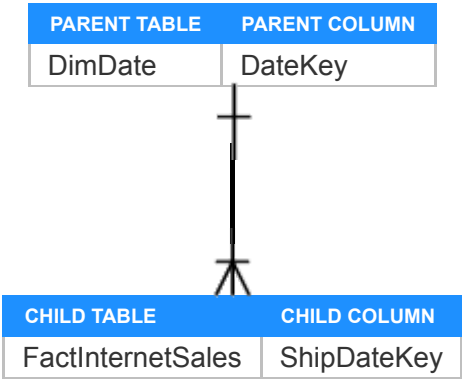 PARENT TABLE PARENT COLUMN
DimDate DateKey
CHILD TABLE CHILD COLUMN
FactInternetSales ShipDateKey